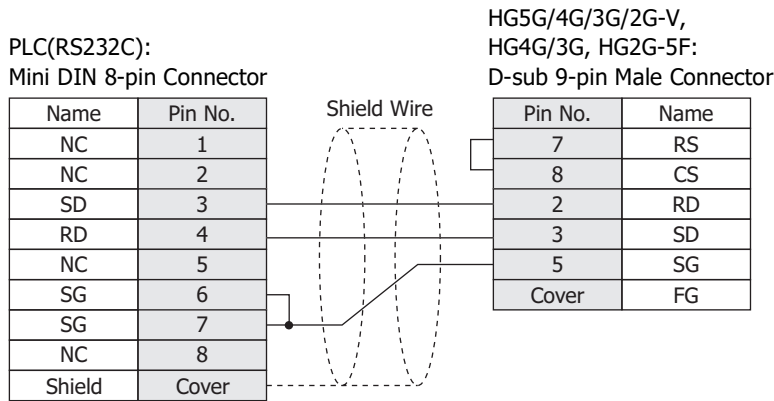 PLC(RS232C):
Mini DIN 8-pin Connector
HG5G/4G/3G/2G-V,
HG4G/3G, HG2G-5F:
D-sub 9-pin Male Connector
Name Pin No.
NC 1
NC 2
SD 3
RD 4
NC 5
SG 6
SG 7
NC 8
Shield Cover
Shield Wire
Pin No. Name
7 RS
8 CS
2 RD
3 SD
5 SG
Cover FG